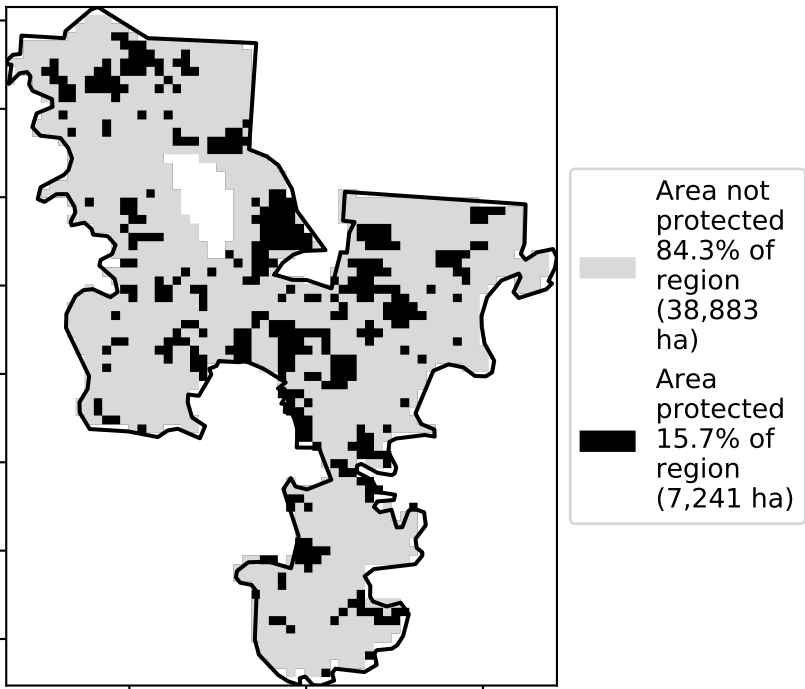 Area not
protected
84.3% of
region
(38,883
ha)
Area
protected
15.7% of
region
(7,241 ha)